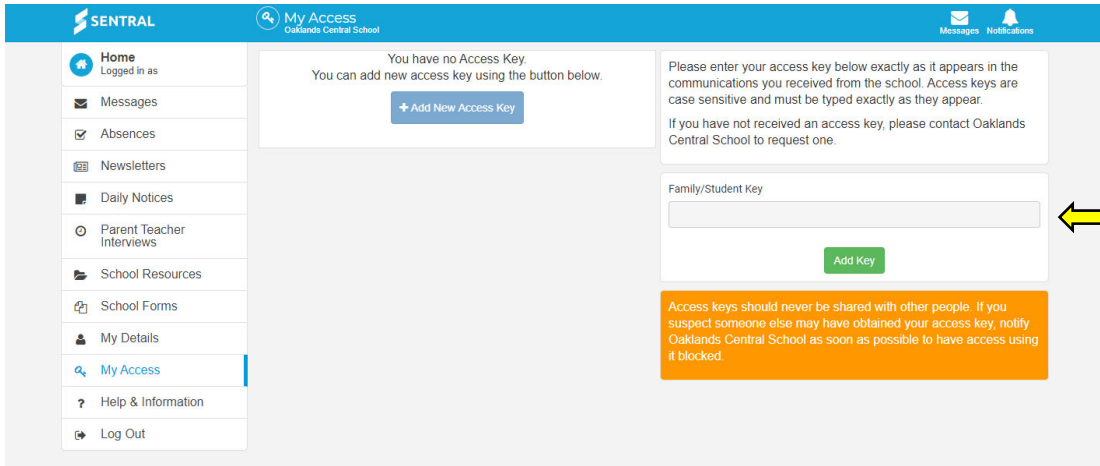 SENTRAL
My Access
Oaklands Central School
Messages Notifications
Home
Logged in as
Messages
Absences
Newsletters
Daily Notices
Parent Teacher
Interviews
School Resources
School Forms
My Details
My Access
Help & Information
Log Out
You have no Access Key.
You can add new access key using the button below.
+ Add New Access Key
Please enter your access key below exactly as it appears in the
communications you received from the school. Access keys are
case sensitive and must be typed exactly as they appear.
If you have not received an access key, please contact Oaklands
Central School to request one.
Family/Student Key
Add Key
Access keys should never be shared with other people. If you
suspect someone else may have obtained your access key, notify
Oaklands Central School as soon as possible to have access using
it blocked.